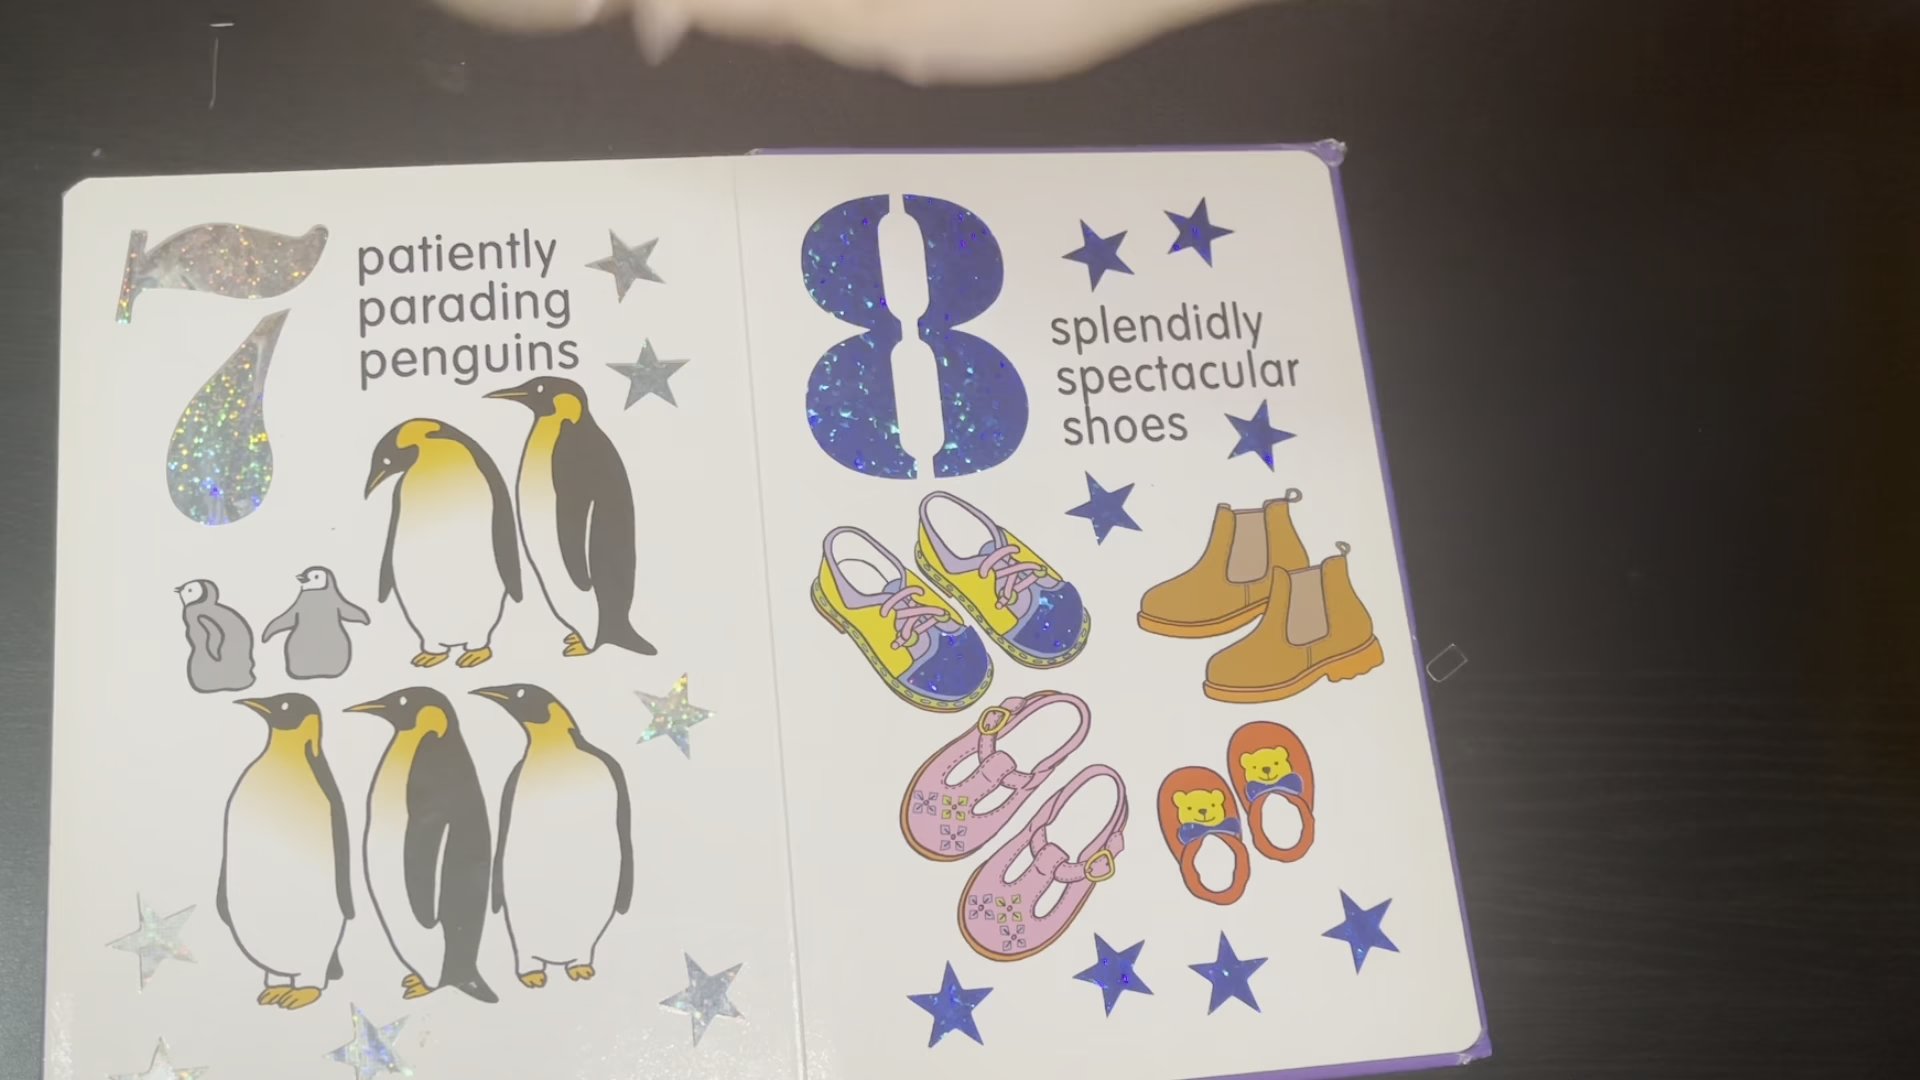 7
patiently
parading
penguins
8
splendidly
spectacular
shoes